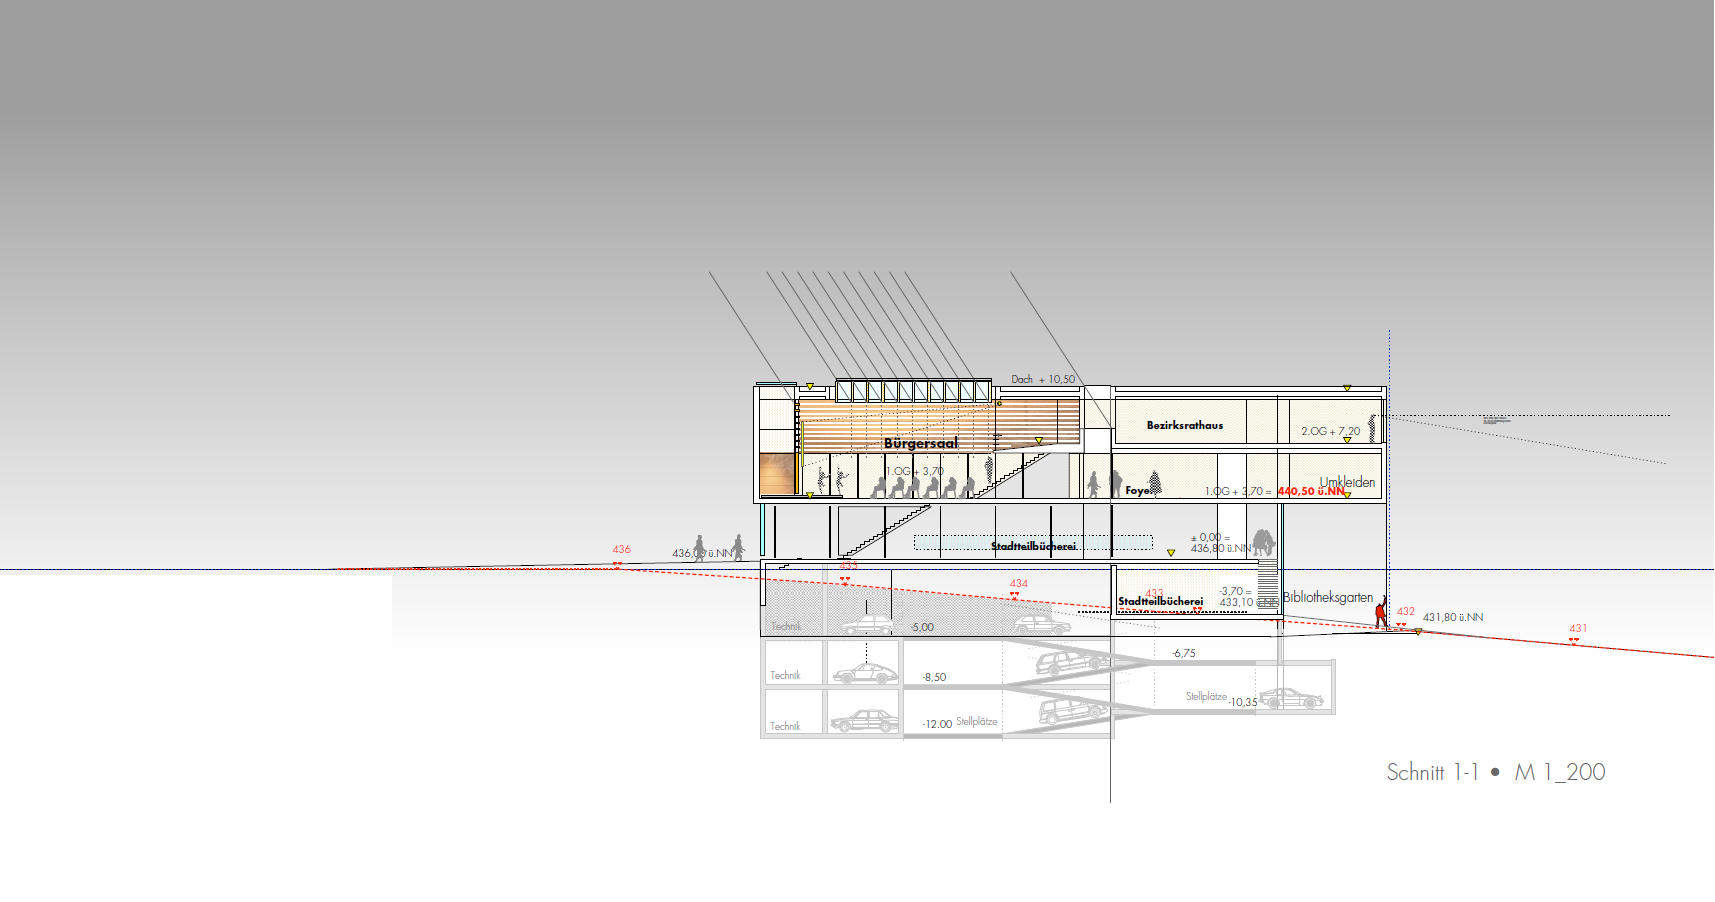 Dach + 10,50
Bezirksrathaus
2.OG + 7,20
Bürgersaal
1.OG + 3,70
Umkleiden
Foyer
1.OG + 3,70 = 440,50 ü.NN
± 0,00 =
436,80 ü.NN
Stadtteilbücherei
436
ü.NN
435
434
433
-3,70 =
433,10 ü.NN
Stadtteilbücherei
Bibliotheksgarten
432
431,80 ü.NN
431
Technik
-5,00
-6,75
Technik
-8,50
Stellplätze
-10,35
Technik
-12.00
Stellplätze
Schnitt 1-1 • M 1_200